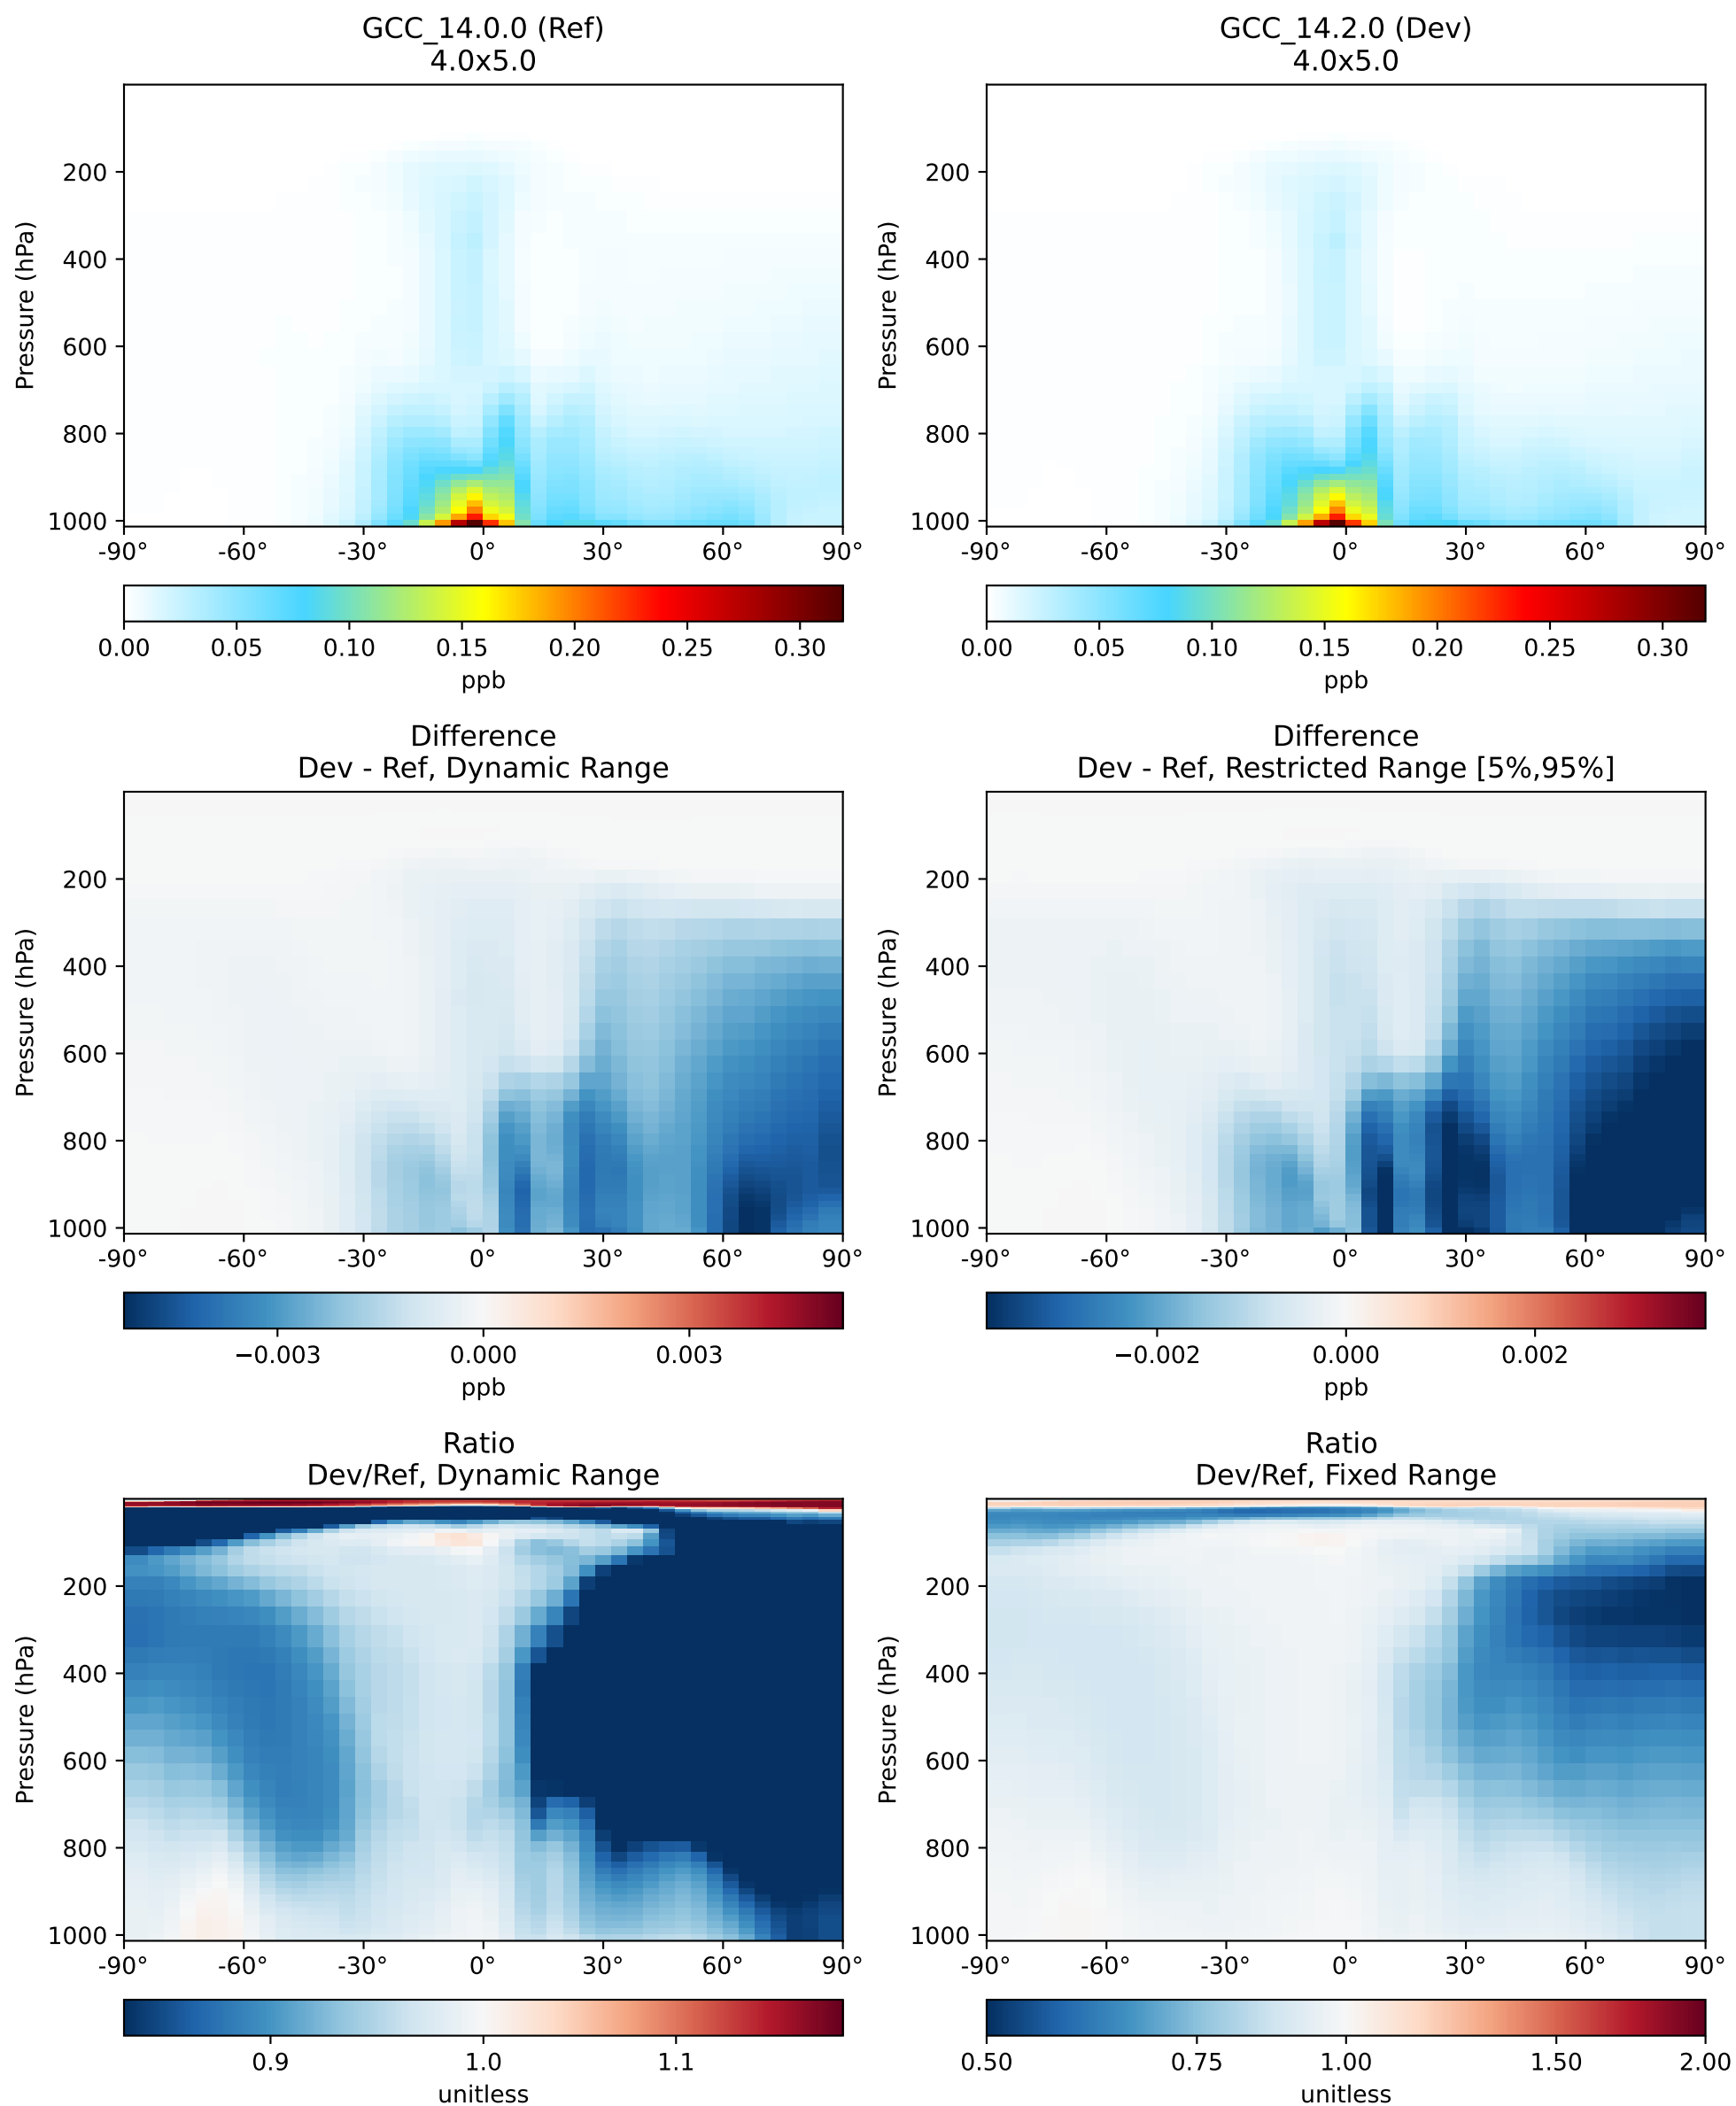 GCC_14.0.0 (Ref)
4.0x5.0
Pressure (hPa)
200
400
600
800
1000
-90° -60° -30° 0° 30° 60° 90°
0.00 0.05 0.10 0.15 0.20 0.25 0.30
ppb
GCC_14.2.0 (Dev)
4.0x5.0
Pressure (hPa)
200
400
600
800
1000
-90° -60° -30° 0° 30° 60° 90°
0.00 0.05 0.10 0.15 0.20 0.25 0.30
ppb
Difference
Dev - Ref, Dynamic Range
Pressure (hPa)
200
400
600
800
1000
-90° -60° -30° 0° 30° 60° 90°
−0.003 0.000 0.003
ppb
Difference
Dev - Ref, Restricted Range [5%,95%]
Pressure (hPa)
200
400
600
800
1000
-90° -60° -30° 0° 30° 60° 90°
−0.002 0.000 0.002
ppb
Ratio
Dev/Ref, Dynamic Range
Pressure (hPa)
200
400
600
800
1000
-90° -60° -30° 0° 30° 60° 90°
0.9 1.0 1.1
unitless
Ratio
Dev/Ref, Fixed Range
Pressure (hPa)
200
400
600
800
1000
-90° -60° -30° 0° 30° 60° 90°
0.50 0.75 1.00 1.50 2.00
unitless